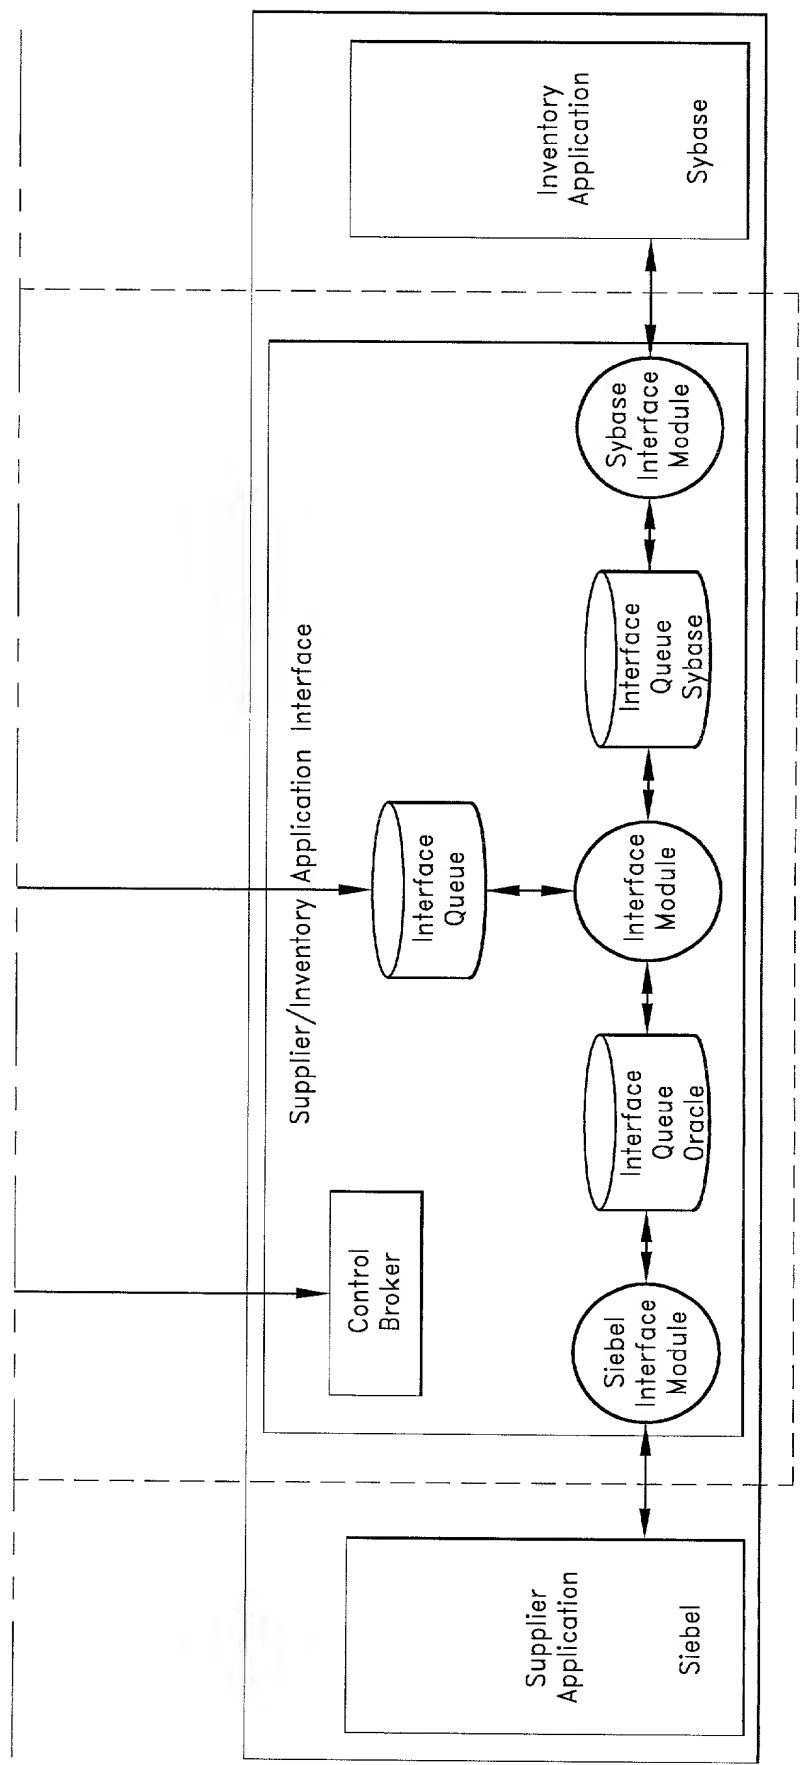 Supplier/Inventory Application Interface
Control
Broker
Interface
Queue
Supplier
Application
Siebel
Siebel
Interface
Module
Interface
Queue
Oracle
Interface
Module
Interface
Queue
Sybase
Sybase
Interface
Module
Inventory
Application
Sybase